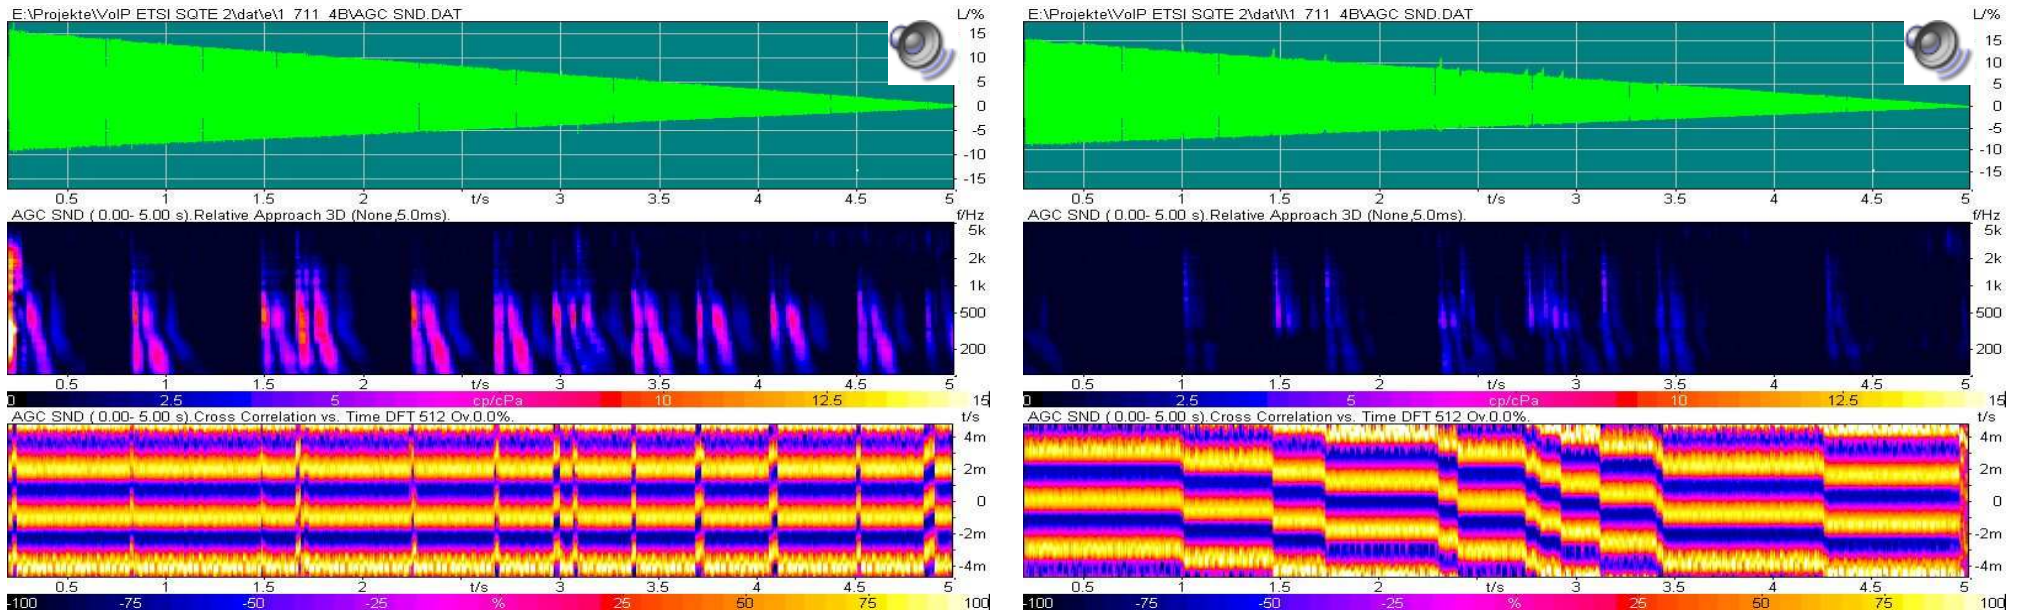 E:\Projekte\VoIP ETSI SQTE 2\dat\e\1_711_4B\AGC SND.DAT L/%
15
10
5
0
-5
-10
-15
0.5 1 1.5 2 t/s 3 3.5 4 4.5 5
AGC SND ( 0.00- 5.00 s).Relative Approach 3D (None,5.0ms). f/Hz
5k
2k
1k
500
200
0.5 1 1.5 2 t/s 3 3.5 4 4.5 5
0 2.5 5 cp/cPa 10 12.5 15
AGC SND ( 0.00- 5.00 s).Cross Correlation vs. Time DFT 512 Ov.0.0%. t/s
4m
2m
0
-2m
-4m
0.5 1 1.5 2 t/s 3 3.5 4 4.5 5
-100 -75 -50 -25 % 25 50 75 100
E:\Projekte\VoIP ETSI SQTE 2\dat\l\1_711_4B\AGC SND.DAT L/%
15
10
5
0
-5
-10
-15
0.5 1 1.5 2 t/s 3 3.5 4 4.5 5
AGC SND ( 0.00- 5.00 s).Relative Approach 3D (None,5.0ms). f/Hz
5k
2k
1k
500
200
0.5 1 1.5 2 t/s 3 3.5 4 4.5 5
0 2.5 5 cp/cPa 10 12.5 15
AGC SND ( 0.00- 5.00 s).Cross Correlation vs. Time DFT 512 Ov.0.0%. t/s
4m
2m
0
-2m
-4m
0.5 1 1.5 2 t/s 3 3.5 4 4.5 5
-100 -75 -50 -25 % 25 50 75 100